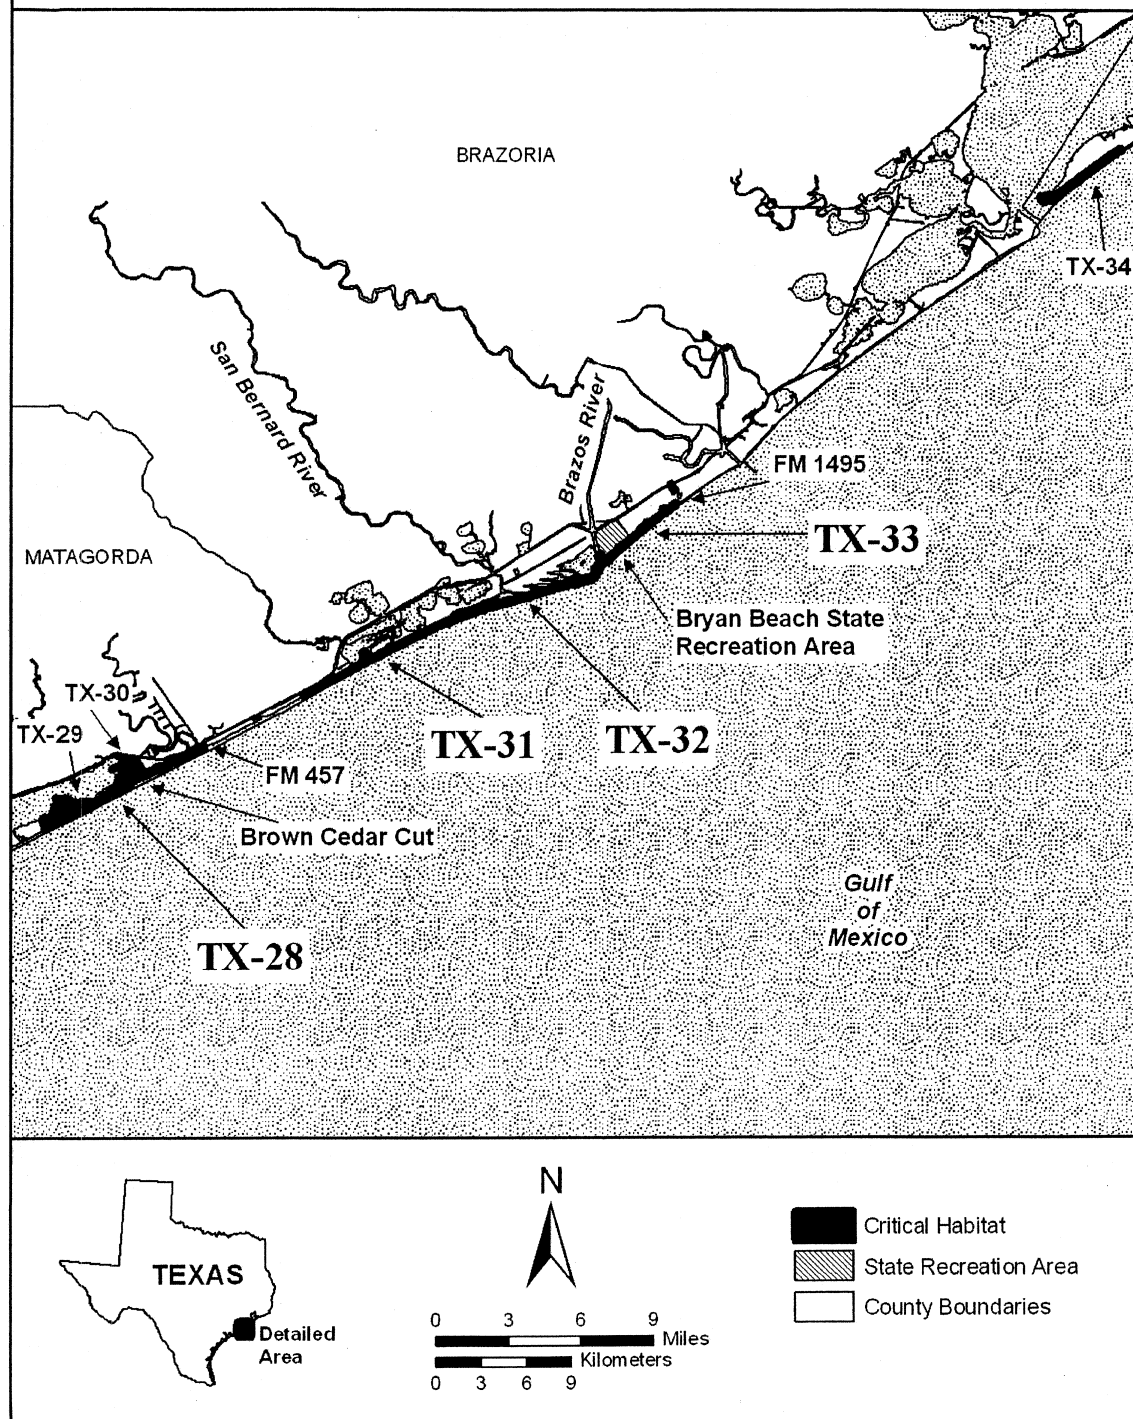 BRAZORIA
TX-34
San Bernard River
Brazos River
FM 1495
TX-33
MATAGORDA
Bryan Beach State
Recreation Area
TX-30
TX-29
TX-31
TX-32
FM 457
Brown Cedar Cut
Gulf
of
Mexico
TX-28
N
TEXAS
Detailed
Area
0 3 6 9
Miles
Kilometers
0 3 6 9
Critical Habitat
State Recreation Area
County Boundaries